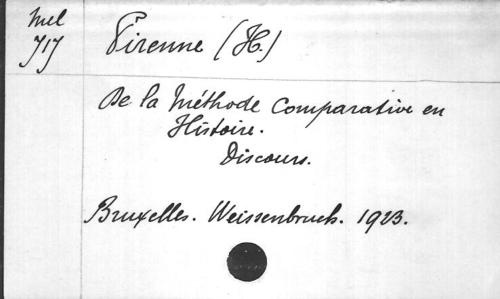 Mel
717
Pirenne (H.)
De la Méthode Comparative en
Histoire.
Discours.
Bruxelles. Weissenbruch. 1923.